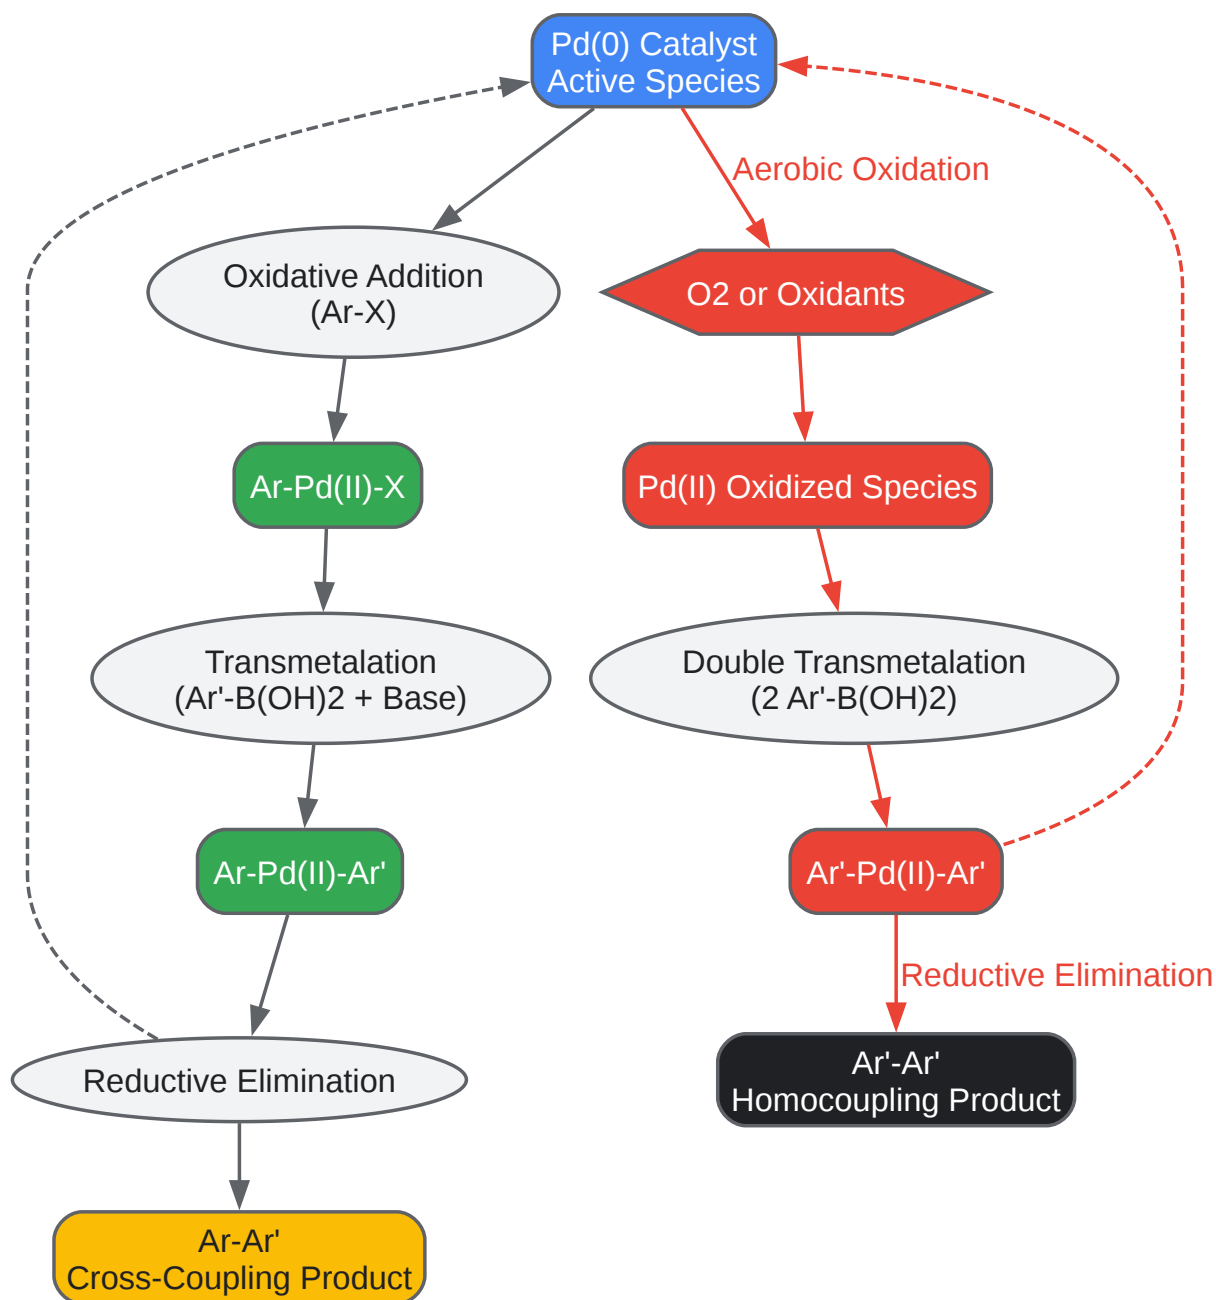 Pd(0) Catalyst
Active Species
Aerobic Oxidation
Oxidative Addition
(Ar-X)
O2 or Oxidants
Ar-Pd(II)-X
Pd(II) Oxidized Species
Transmetalation
(Ar'-B(OH)2 + Base)
Double Transmetalation
(2 Ar'-B(OH)2)
Ar-Pd(II)-Ar'
Ar'-Pd(II)-Ar'
Reductive Elimination
Reductive Elimination
Ar'-Ar'
Homocoupling Product
Ar-Ar'
Cross-Coupling Product